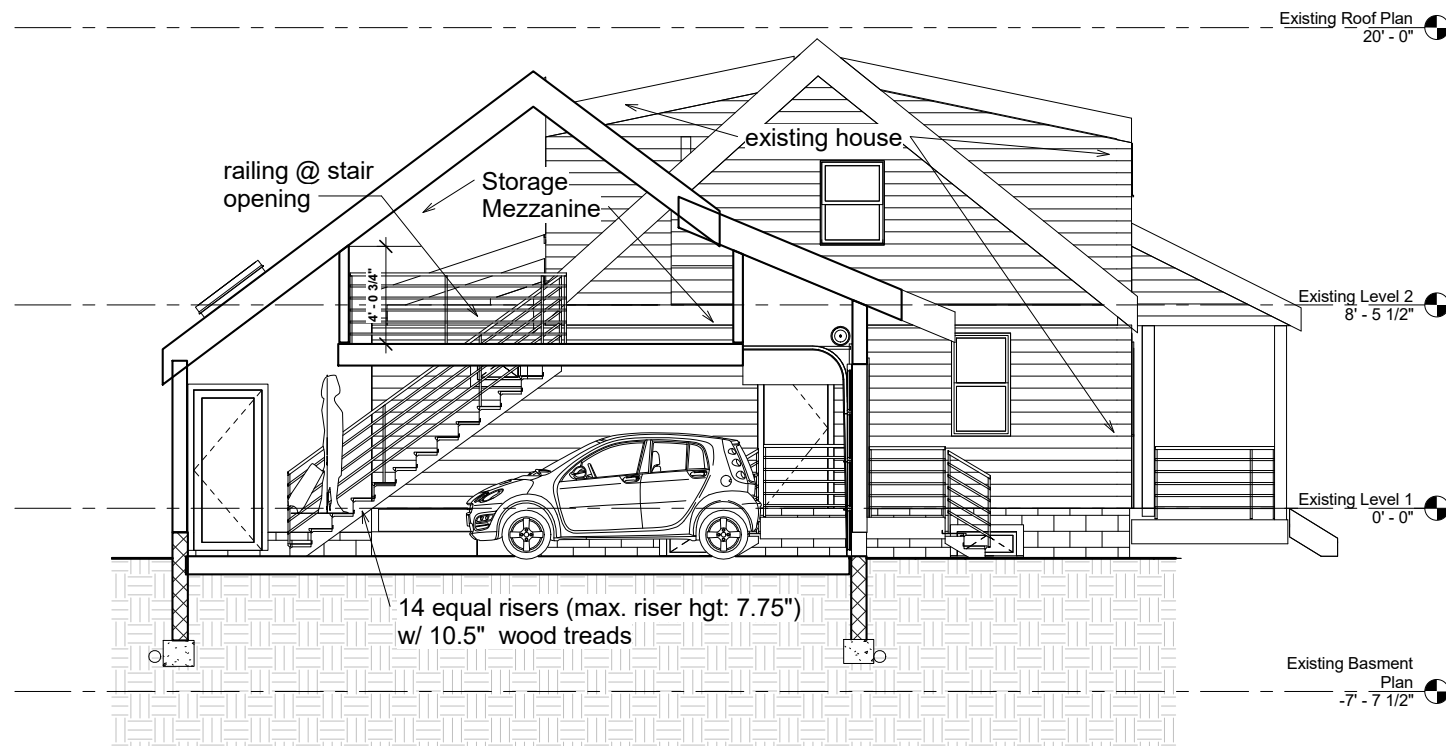 Existing Roof Plan
20' - 0"
existing house
railing @ stair
opening
Storage
Mezzanine
4' - 0 3/4"
Existing Level 2
8' - 5 1/2"
Existing Level 1
0' - 0"
14 equal risers (max. riser hgt: 7.75")
w/ 10.5" wood treads
Existing Basment
Plan
-7' - 7 1/2"